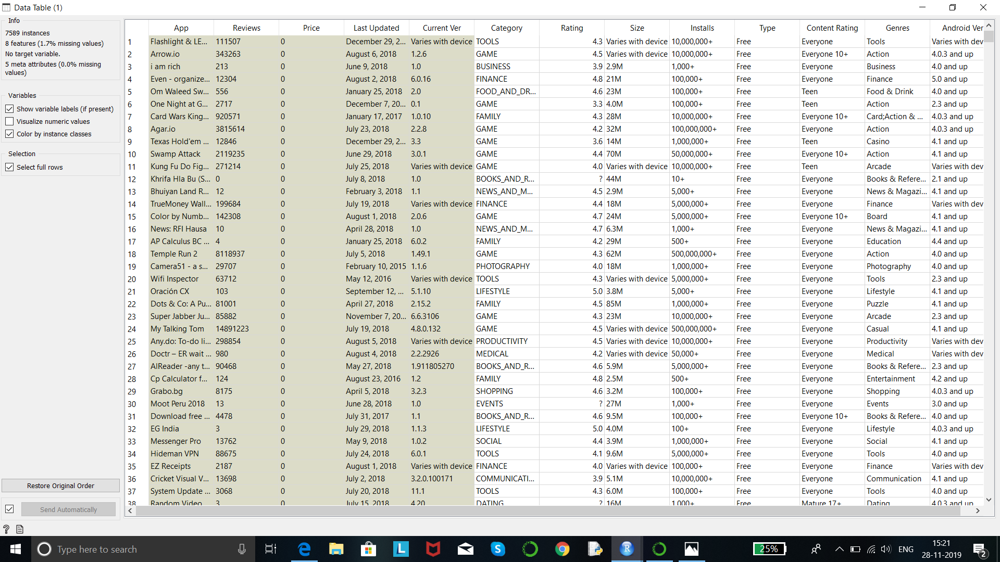 Data Table (1)
Info
7589 instances
8 features (1.7% missing values)
No target variable.
5 meta attributes (0.0% missing
values)
Variables
Show variable labels (if present)
Visualize numeric values
Color by instance classes
Selection
Select full rows
Restore Original Order
Send Automatically
App Reviews Price Last Updated Current Ver Category Rating Size Installs Type Content Rating Genres Android Ver
1 Flashlight & LE... 111507 0 December 29, 2... Varies with device TOOLS 4.3 Varies with device 10,000,000+ Free Everyone Tools Varies with dev
2 Arrow.io 343263 0 August 6, 2018 1.2.6 GAME 4.5 Varies with device 10,000,000+ Free Everyone 10+ Action 4.0.3 and up
3 i am rich 213 0 June 9, 2018 1.0 BUSINESS 3.9 2.9M 1,000+ Free Everyone Business 4.0 and up
4 Even - organize... 12304 0 August 2, 2018 6.0.16 FINANCE 4.8 21M 100,000+ Free Everyone Finance 5.0 and up
5 Om Waleed Sw... 556 0 January 25, 2018 2.0 FOOD_AND_DR... 4.6 23M 100,000+ Free Teen Food & Drink 4.0 and up
6 One Night at G... 2717 0 December 7, 20... 0.1 GAME 3.3 4.0M 100,000+ Free Teen Action 2.3 and up
7 Card Wars King... 920571 0 January 17, 2017 1.0.10 FAMILY 4.3 28M 10,000,000+ Free Everyone 10+ Card;Action & ... 4.0.3 and up
8 Agar.io 3815614 0 July 23, 2018 2.2.8 GAME 4.2 32M 100,000,000+ Free Everyone Action 4.0.3 and up
9 Texas Hold'em ... 12846 0 December 29, 2... 3.3 GAME 3.6 14M 1,000,000+ Free Teen Casino 4.1 and up
10 Swamp Attack 2119235 0 June 29, 2018 3.0.1 GAME 4.4 70M 50,000,000+ Free Everyone 10+ Action 4.1 and up
11 Kung Fu Do Fig... 271214 0 July 25, 2018 Varies with device GAME 4.0 Varies with device 10,000,000+ Free Teen Arcade Varies with dev
12 Khrifa Hla Bu (S... 0 0 July 8, 2018 1.0 BOOKS_AND_R... ? 44M 10+ Free Everyone Books & Refere... 2.1 and up
13 Bhuiyan Land R... 12 0 February 3, 2018 1.1 NEWS_AND_M... 4.5 2.9M 5,000+ Free Everyone News & Magazi... 4.1 and up
14 TrueMoney Wall... 199684 0 July 19, 2018 Varies with device FINANCE 4.4 18M 5,000,000+ Free Everyone Finance Varies with dev
15 Color by Numb... 142308 0 August 1, 2018 2.0.6 GAME 4.7 24M 5,000,000+ Free Everyone 10+ Board 4.1 and up
16 News: RFI Hausa 10 0 April 28, 2018 1.0 NEWS_AND_M... 4.7 6.3M 1,000+ Free Everyone News & Magazi... 4.1 and up
17 AP Calculus BC ... 4 0 January 25, 2018 6.0.2 FAMILY 4.2 29M 500+ Free Everyone Education 4.4 and up
18 Temple Run 2 8118937 0 July 5, 2018 1.49.1 GAME 4.3 62M 500,000,000+ Free Everyone Action 4.0 and up
19 Camera51 - a s... 29707 0 February 10, 2015 1.1.6 PHOTOGRAPHY 4.0 18M 1,000,000+ Free Everyone Photography 4.0 and up
20 Wifi Inspector 63712 0 May 12, 2016 Varies with device TOOLS 4.3 Varies with device 5,000,000+ Free Everyone Tools 2.3 and up
21 Oración CX 103 0 September 12, ... 5.1.10 LIFESTYLE 5.0 3.8M 5,000+ Free Everyone Lifestyle 4.1 and up
22 Dots & Co: A Pu... 81001 0 April 27, 2018 2.15.2 FAMILY 4.5 85M 1,000,000+ Free Everyone Puzzle 4.1 and up
23 Super Jabber Ju... 85882 0 November 7, 20... 6.6.3106 GAME 4.3 23M 10,000,000+ Free Everyone Arcade 2.3 and up
24 My Talking Tom 14891223 0 July 19, 2018 4.8.0.132 GAME 4.5 Varies with device 500,000,000+ Free Everyone Casual 4.1 and up
25 Any.do: To-do li... 298854 0 August 5, 2018 Varies with device PRODUCTIVITY 4.5 Varies with device 10,000,000+ Free Everyone Productivity Varies with dev
26 Doctr – ER wait ... 980 0 August 4, 2018 2.2.2926 MEDICAL 4.2 Varies with device 50,000+ Free Everyone Medical Varies with dev
27 AlReader -any t... 90468 0 May 27, 2018 1.911805270 BOOKS_AND_R... 4.6 5.9M 5,000,000+ Free Everyone Books & Refere... 2.3 and up
28 Cp Calculator f... 124 0 August 23, 2016 1.2 FAMILY 4.8 2.5M 500+ Free Everyone Entertainment 4.2 and up
29 Grabo.bg 8175 0 April 5, 2018 3.2.3 SHOPPING 4.6 3.2M 100,000+ Free Everyone Shopping 4.0.3 and up
30 Moot Peru 2018 13 0 June 28, 2018 1.0 EVENTS ? 27M 1,000+ Free Everyone Events 3.0 and up
31 Download free ... 4478 0 July 31, 2017 1.1 BOOKS_AND_R... 4.6 9.5M 100,000+ Free Everyone 10+ Books & Refere... 4.0 and up
32 EG India 3 0 July 29, 2018 1.1.3 LIFESTYLE 5.0 4.0M 100+ Free Everyone Lifestyle 4.0.3 and up
33 Messenger Pro 13762 0 May 9, 2018 1.0.2 SOCIAL 4.4 3.9M 1,000,000+ Free Everyone Social 4.1 and up
34 Hideman VPN 88675 0 July 24, 2018 6.0.1 TOOLS 4.1 9.6M 5,000,000+ Free Everyone Tools 4.0 and up
35 EZ Receipts 2187 0 August 1, 2018 Varies with device FINANCE 4.0 Varies with device 100,000+ Free Everyone Finance Varies with dev
36 Cricket Visual V... 13698 0 July 2, 2018 3.2.0.100171 COMMUNICATI... 3.9 5.1M 10,000,000+ Free Everyone Communication 4.1 and up
37 System Update ... 3068 0 July 20, 2018 11.1 TOOLS 4.3 6.0M 100,000+ Free Everyone Tools 4.0 and up
38 Random Video 3 0 July 15, 2018 4.20 DATING ? 16M 1,000+ Free Mature 17+ Dating 4.0.3 and up
Type here to search
25%
ENG
15:21
28-11-2019
2